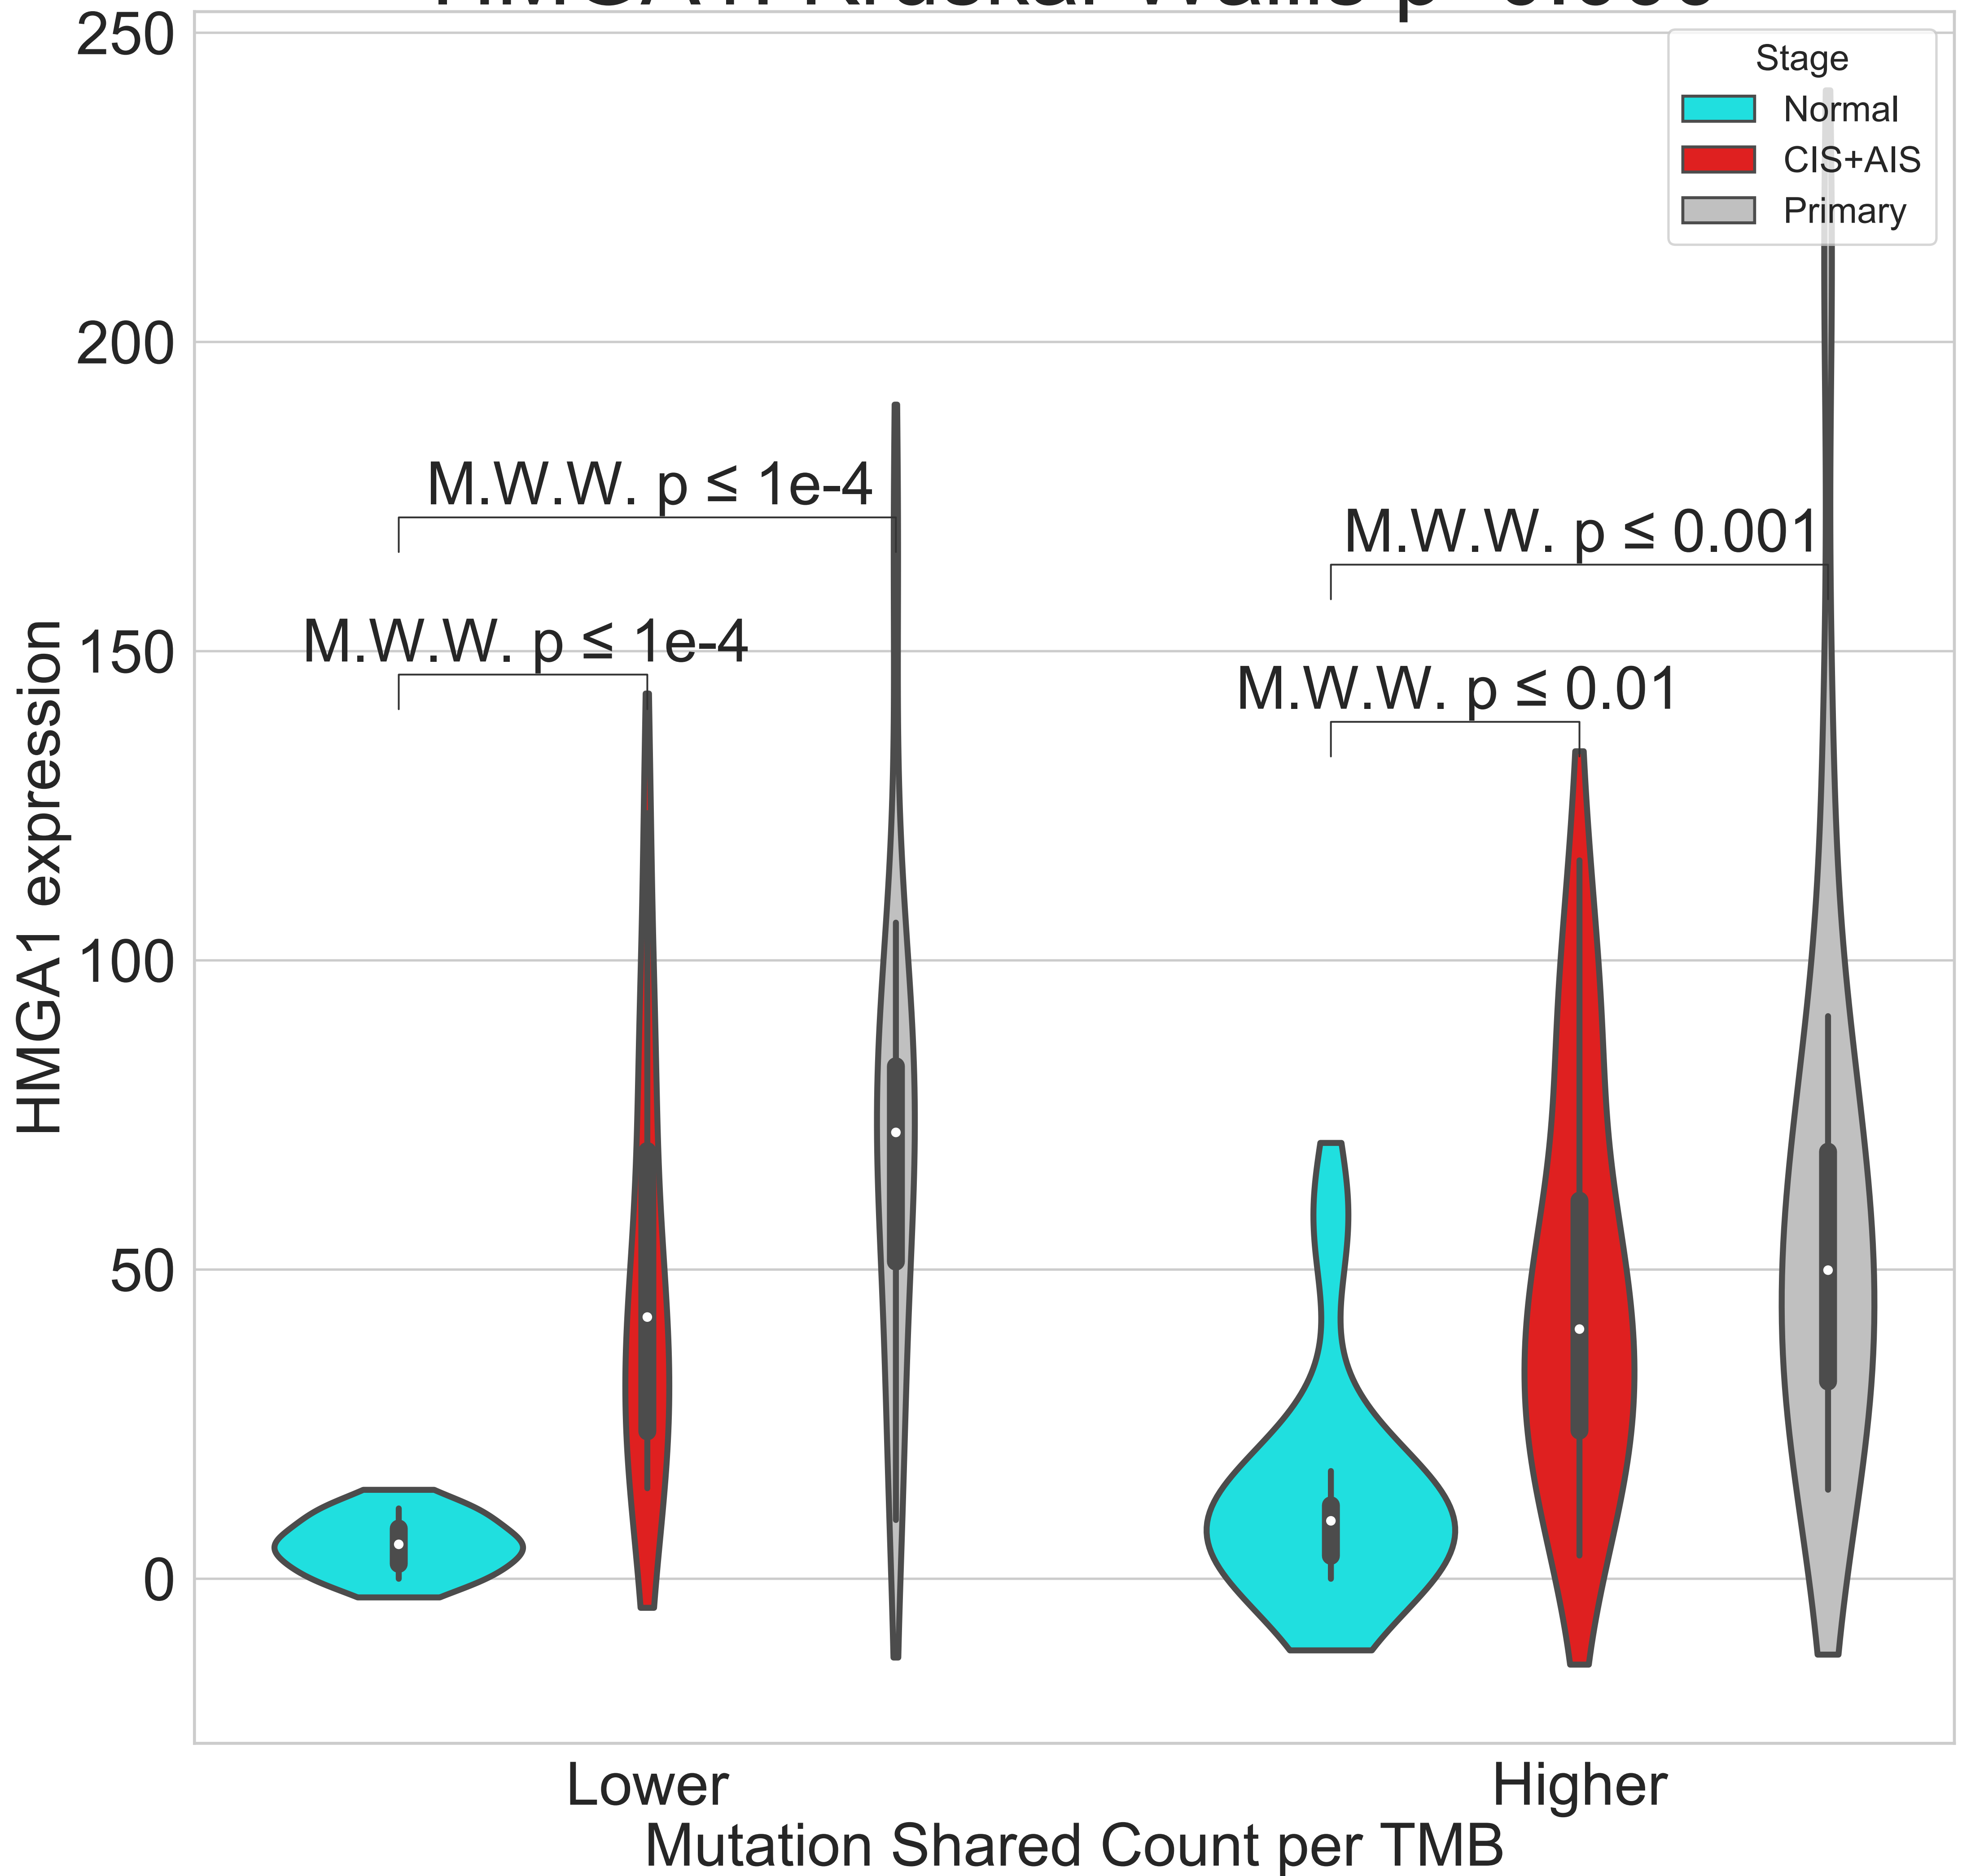 250
Stage
Normal
CIS+AIS
Primary
200
M.W.W. p ≤ 1e-4
M.W.W. p ≤ 0.001
150
M.W.W. p ≤ 1e-4
M.W.W. p ≤ 0.01
HMGA1 expression
100
50
0
Lower
Higher
Mutation Shared Count per TMB